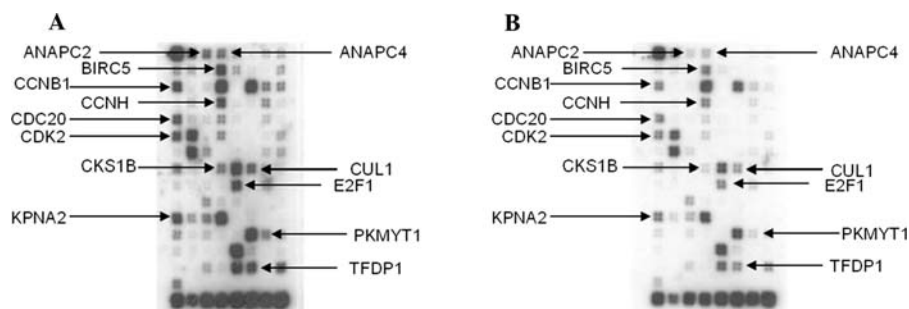 A
ANAPC2 ANAPC4
BIRC5
CCNB1
CCNH
CDC20
CDK2
CKS1B CUL1
E2F1
KPNA2
PKMYT1
TFDP1
B
ANAPC2 ANAPC4
BIRC5
CCNB1
CCNH
CDC20
CDK2
CKS1B CUL1
E2F1
KPNA2
PKMYT1
TFDP1